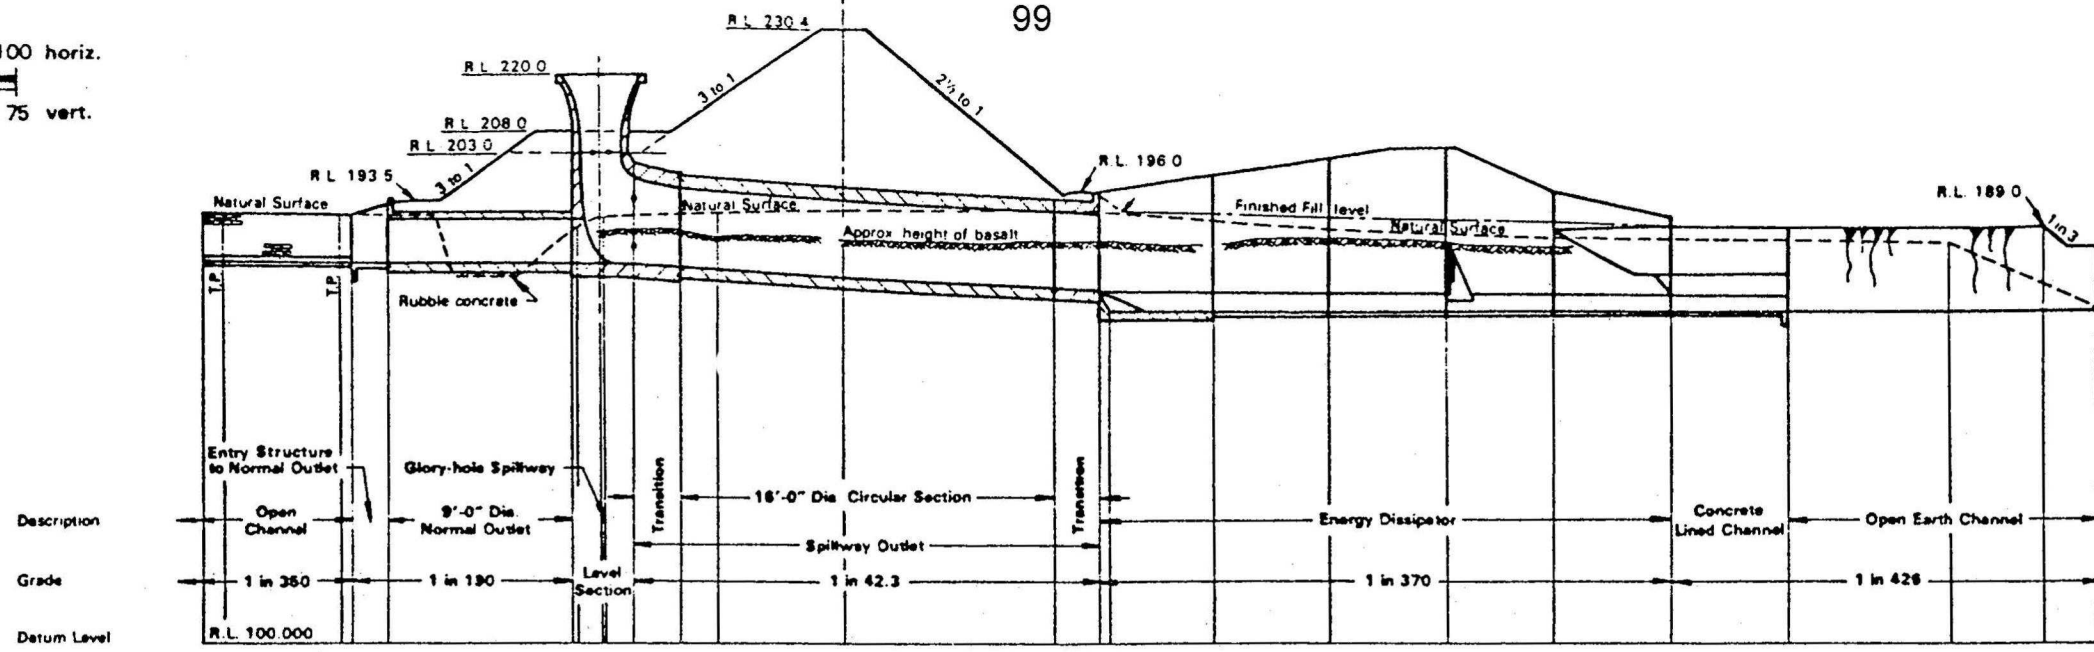 99
100 horiz.
75 vert.
R L 230.4
R L. 220.0
R L. 208.0
R L. 203.0
R L 193 5
3 to 1
3 to 1
2½ to 1
R.L. 196.0
R.L. 189.0
1 in 3
Natural Surface
Natural Surface
Finished Fill level
Natural Surface
Approx height of basalt
T.P.
T.P.
Rubble concrete
Entry Structure
to Normal Outlet
Glory-hole Spillway
Transition
16'-0" Dia Circular Section
Transition
Description
Open
Channel
9'-0" Dia.
Normal Outlet
Spillway Outlet
Energy Dissipator
Concrete
Lined Channel
Open Earth Channel
Grade
1 in 360
1 in 190
Level
Section
1 in 42.3
1 in 370
1 in 426
Datum Level
R.L. 100.000